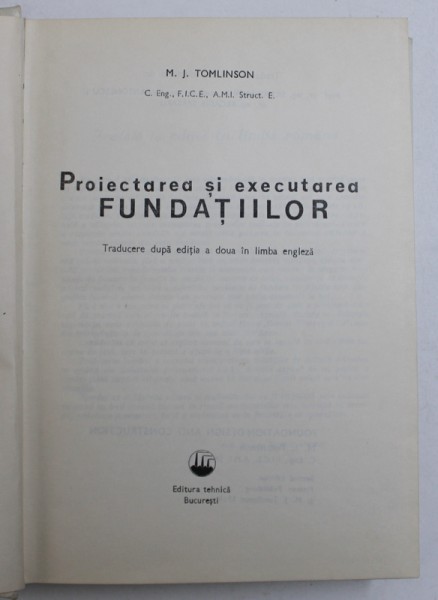 M. J. TOMLINSON
C. Eng., F.I.C.E., A.M.I. Struct. E.
Proiectarea și executarea
FUNDAȚIILOR
Traducere după ediția a doua în limba engleză
Editura tehnică
București